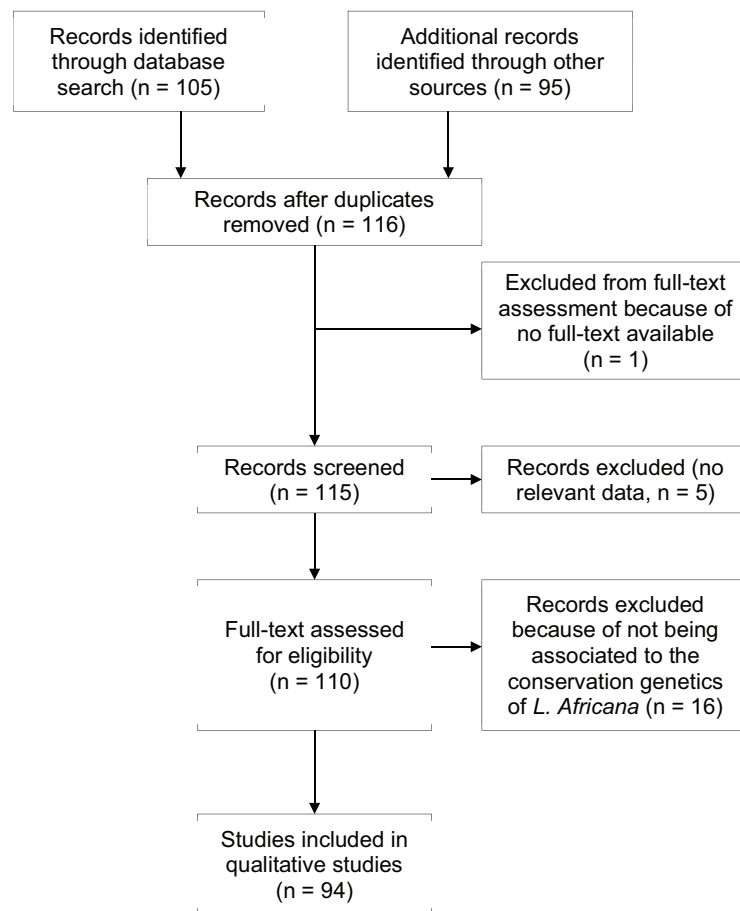 Records identified
through database
search (n = 105)
Additional records
identified through other
sources (n = 95)
Records after duplicates
removed (n = 116)
Excluded from full-text
assessment because of
no full-text available
(n = 1)
Records screened
(n = 115)
Records excluded (no
relevant data, n = 5)
Full-text assessed
for eligibility
(n = 110)
Records excluded
because of not being
associated to the
conservation genetics
of L. Africana (n = 16)
Studies included in
qualitative studies
(n = 94)